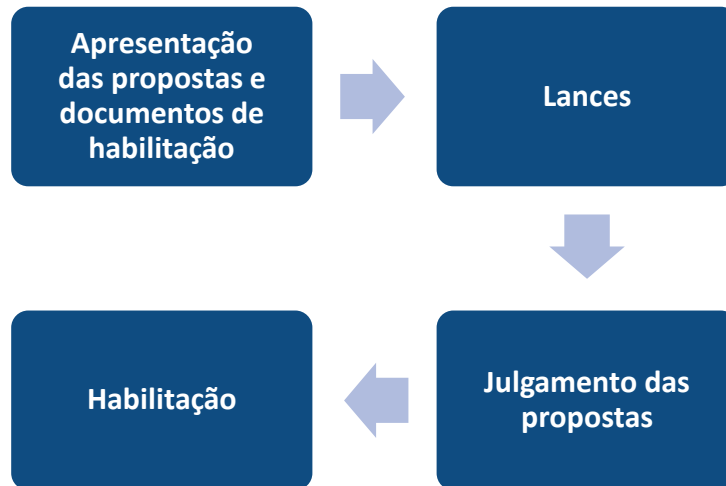 Apresentação
das propostas e
documentos de
habilitação
Lances
Julgamento das
propostas
Habilitação